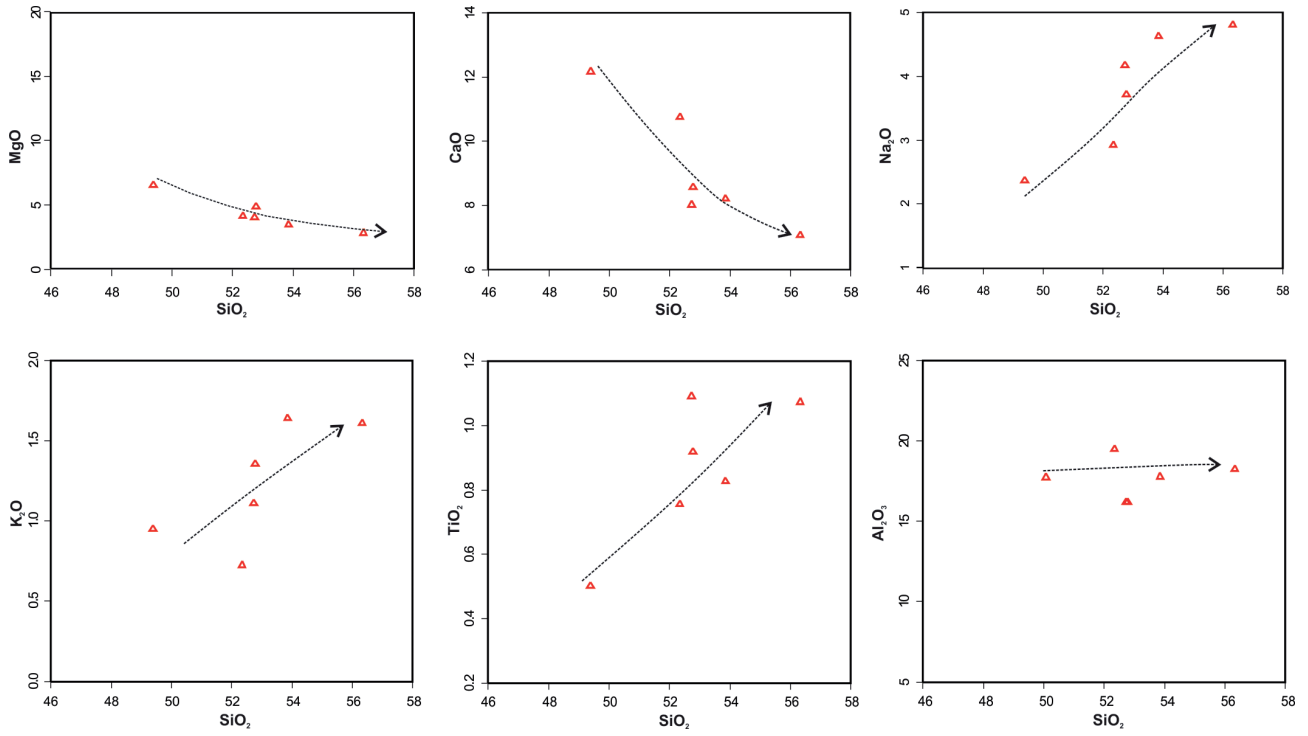 MgO
0 5 10 15 20
46 48 50 52 54 56 58
SiO₂
CaO
6 8 10 12 14
46 48 50 52 54 56 58
SiO₂
Na₂O
1 2 3 4 5
46 48 50 52 54 56 58
SiO₂
K₂O
0.0 0.5 1.0 1.5 2.0
46 48 50 52 54 56 58
SiO₂
TiO₂
0.2 0.4 0.6 0.8 1.0 1.2
46 48 50 52 54 56 58
SiO₂
Al₂O₃
5 10 15 20 25
46 48 50 52 54 56 58
SiO₂